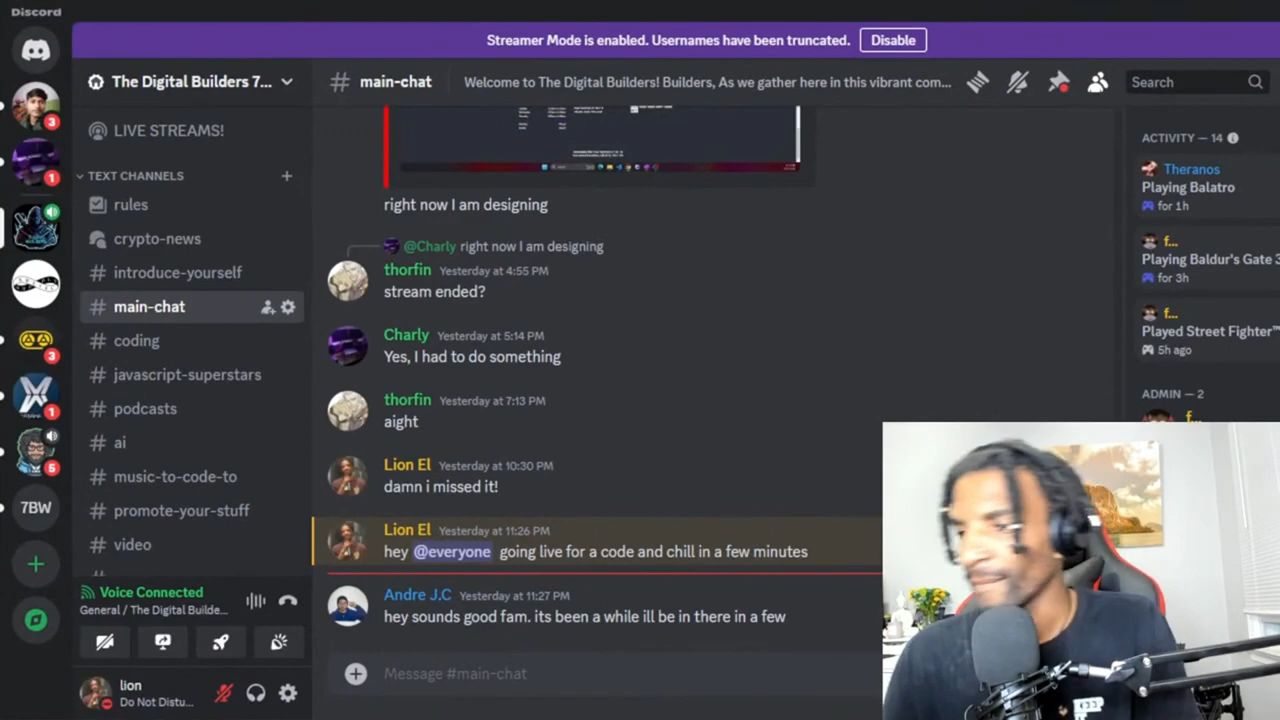 Discord
Streamer Mode is enabled. Usernames have been truncated.
Disable
The Digital Builders 7...
main-chat
Welcome to The Digital Builders! Builders, As we gather here in this vibrant com...
Search
3
1
3
1
5
7BW
LIVE STREAMS!
TEXT CHANNELS
rules
crypto-news
introduce-yourself
main-chat
coding
javascript-superstars
podcasts
ai
music-to-code-to
promote-your-stuff
video
Voice Connected
General / The Digital Builde...
lion
Do Not Distu...
right now I am designing
@Charly right now I am designing
thorfin Yesterday at 4:55 PM
stream ended?
Charly Yesterday at 5:14 PM
Yes, I had to do something
thorfin Yesterday at 7:13 PM
aight
Lion El Yesterday at 10:30 PM
damn i missed it!
Lion El Yesterday at 11:26 PM
hey @everyone going live for a code and chill in a few minutes
Andre J.C Yesterday at 11:27 PM
hey sounds good fam. its been a while ill be in there in a few
Message #main-chat
ACTIVITY — 14
Theranos
Playing Balatro
for 1h
f...
Playing Baldur's Gate 3
for 3h
f...
Played Street Fighter™
5h ago
ADMIN — 2
f...